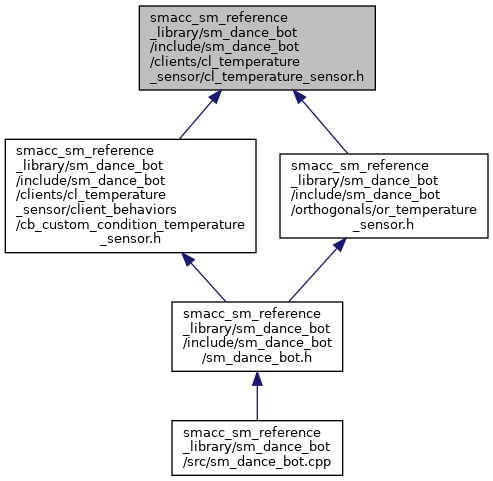 smacc_sm_reference
_library/sm_dance_bot
/include/sm_dance_bot
/clients/cl_temperature
_sensor/cl_temperature_sensor.h
smacc_sm_reference
_library/sm_dance_bot
/include/sm_dance_bot
/clients/cl_temperature
_sensor/client_behaviors
/cb_custom_condition_temperature
_sensor.h
smacc_sm_reference
_library/sm_dance_bot
/include/sm_dance_bot
/orthogonals/or_temperature
_sensor.h
smacc_sm_reference
_library/sm_dance_bot
/include/sm_dance_bot
/sm_dance_bot.h
smacc_sm_reference
_library/sm_dance_bot
/src/sm_dance_bot.cpp